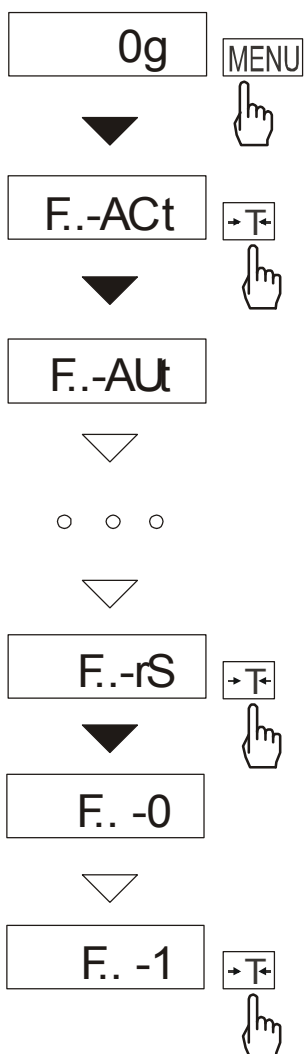 0g MENU
F..-ACt →T←
F..-AUt
F..-rS →T←
F.. -0
F.. -1 →T←